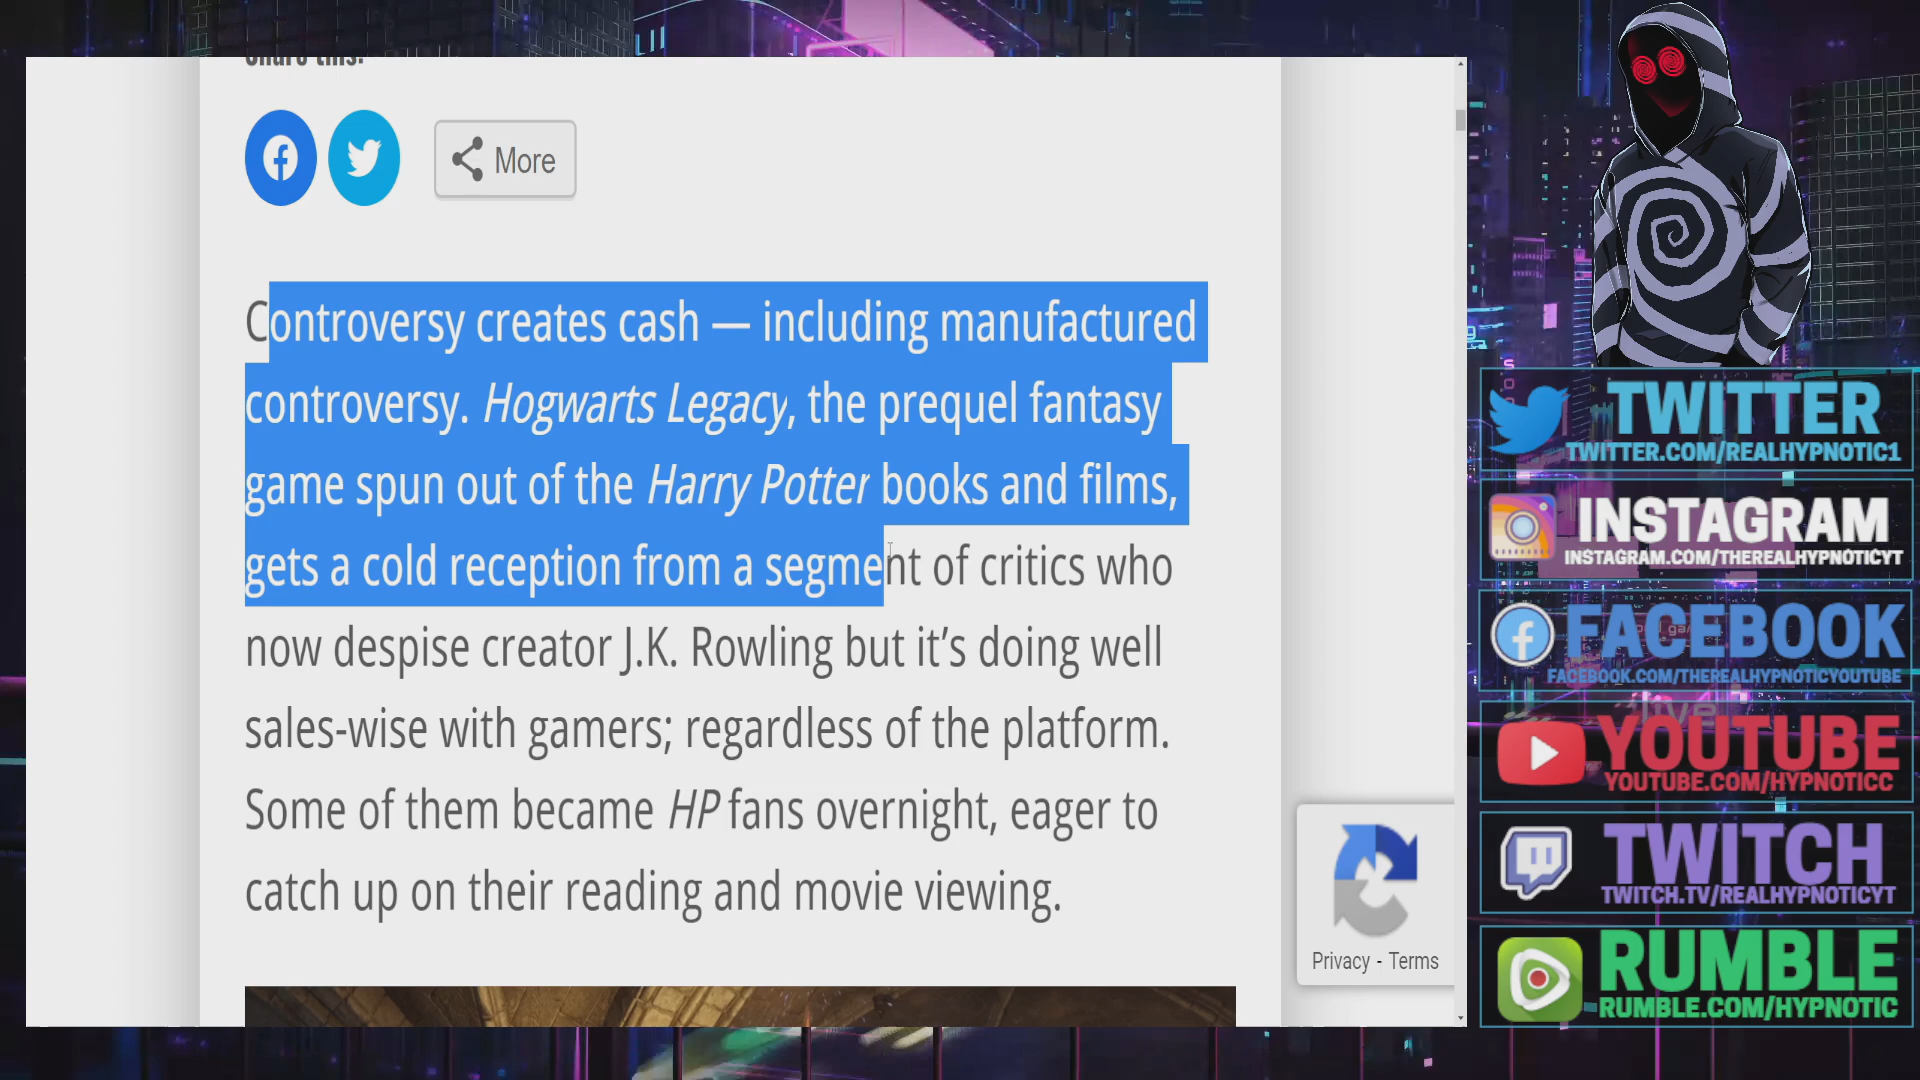 Share this:
More
Controversy creates cash — including manufactured
controversy. Hogwarts Legacy, the prequel fantasy
game spun out of the Harry Potter books and films,
gets a cold reception from a segment of critics who
now despise creator J.K. Rowling but it’s doing well
sales-wise with gamers; regardless of the platform.
Some of them became HP fans overnight, eager to
catch up on their reading and movie viewing.
Privacy - Terms
TWITTER
TWITTER.COM/REALHYPNOTIC1
INSTAGRAM
INSTAGRAM.COM/THEREALHYPNOTICYT
FACEBOOK
FACEBOOK.COM/THEREALHYPNOTICYOUTUBE
live
YOUTUBE
YOUTUBE.COM/HYPNOTICC
TWITCH
TWITCH.TV/REALHYPNOTICYT
RUMBLE
RUMBLE.COM/HYPNOTIC